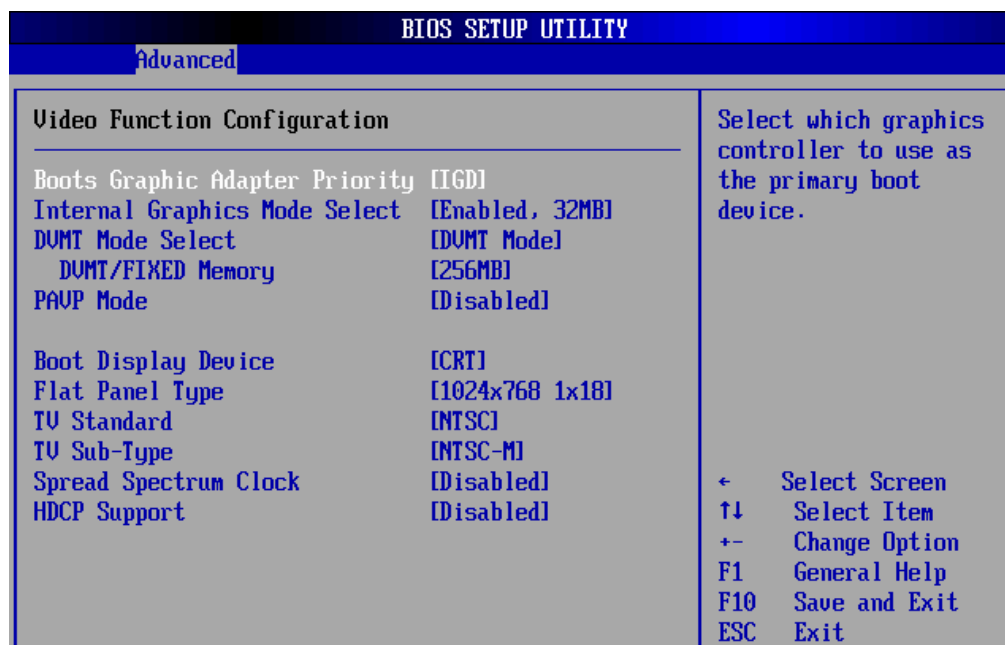 BIOS SETUP UTILITY
Advanced
Video Function Configuration
Boots Graphic Adapter Priority [IGD]
Internal Graphics Mode Select [Enabled, 32MB]
DVMT Mode Select [DVMT Mode]
DVMT/FIXED Memory [256MB]
PAVP Mode [Disabled]
Boot Display Device [CRT]
Flat Panel Type [1024x768 1x18]
TV Standard [NTSC]
TV Sub-Type [NTSC-M]
Spread Spectrum Clock [Disabled]
HDCP Support [Disabled]
Select which graphics
controller to use as
the primary boot
device.
← Select Screen
↑↓ Select Item
+- Change Option
F1 General Help
F10 Save and Exit
ESC Exit